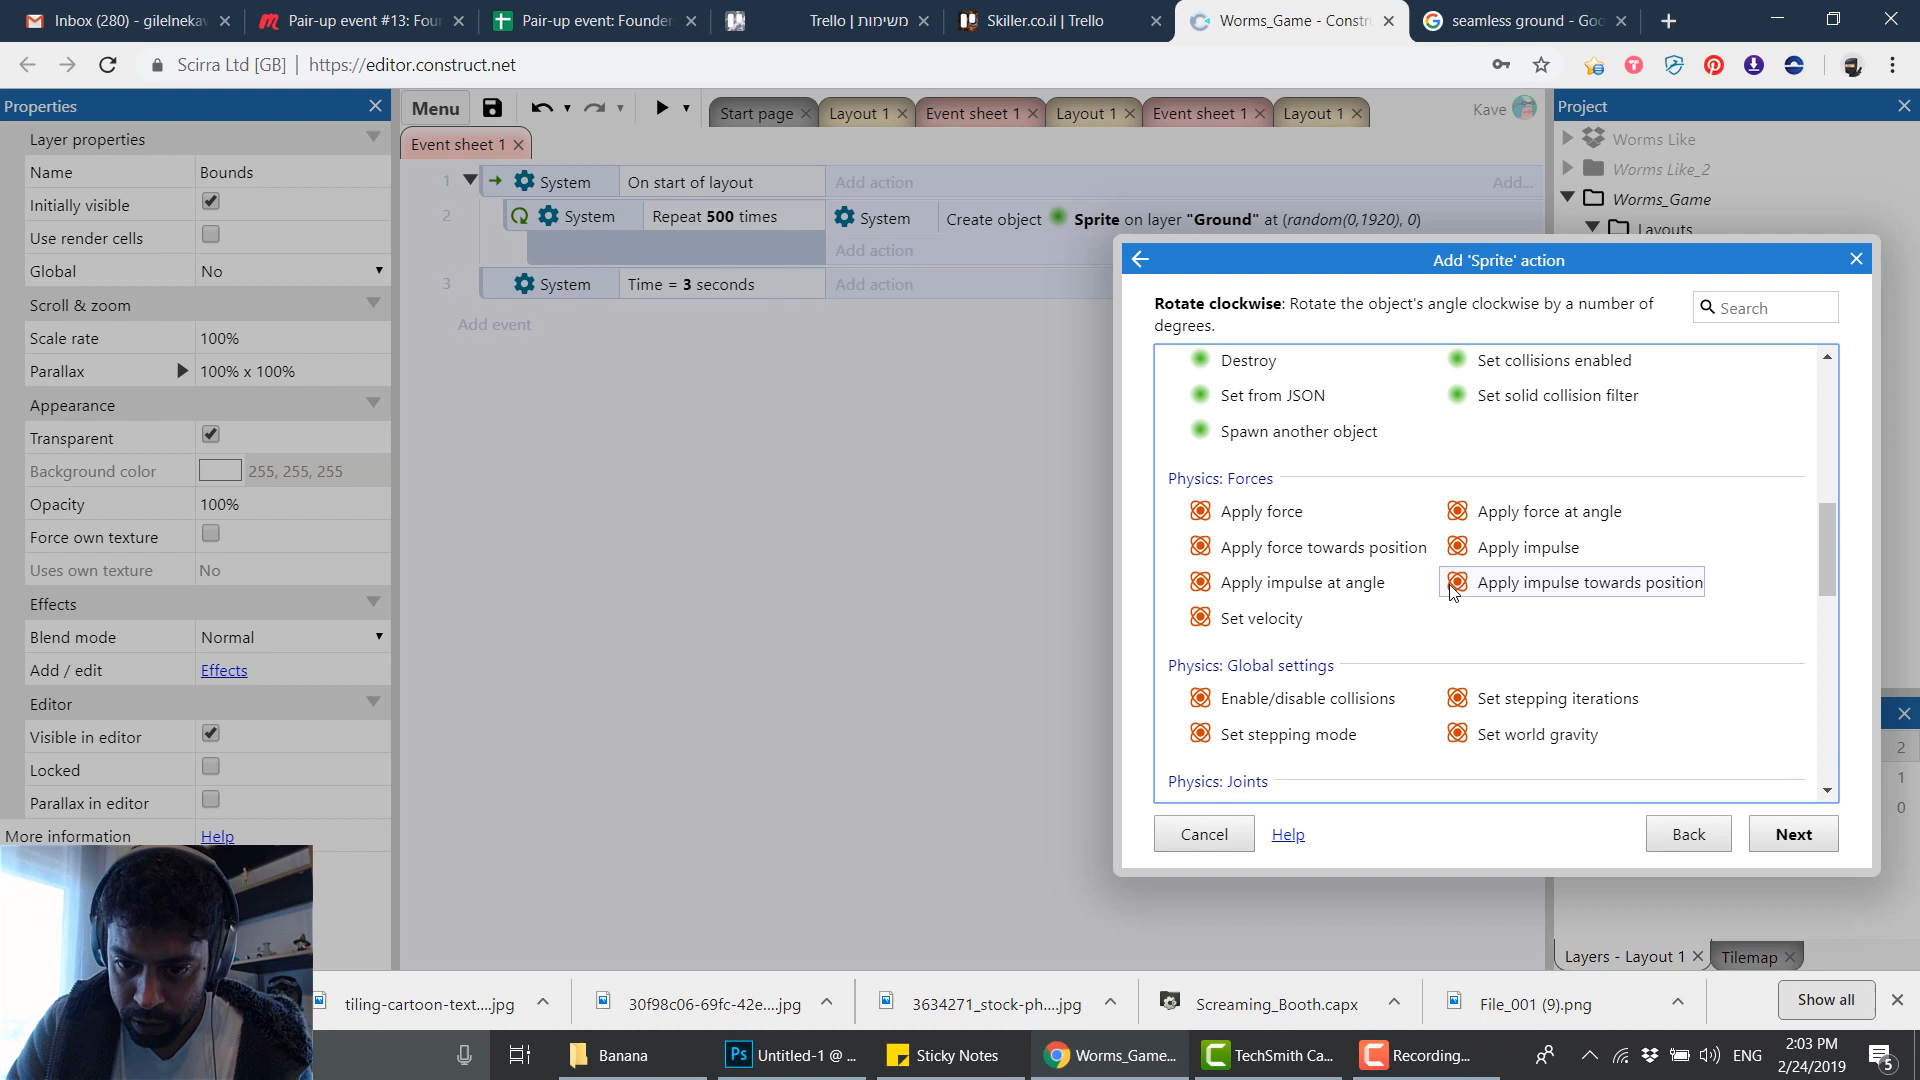 Inbox (280) - gilelneka
Pair-up event #13: Four
Pair-up event: Founder
Trello | משימות
Skiller.co.il | Trello
Worms_Game - Constr
seamless ground - Goo
Scirra Ltd [GB] | https://editor.construct.net
Properties
Layer properties
Name Bounds
Initially visible
Use render cells
Global No
Scroll & zoom
Scale rate 100%
Parallax 100% x 100%
Appearance
Transparent
Background color 255, 255, 255
Opacity 100%
Force own texture
Uses own texture No
Effects
Blend mode Normal
Add / edit Effects
Editor
Visible in editor
Locked
Parallax in editor
More information Help
Menu
Start page
Layout 1
Event sheet 1
Layout 1
Event sheet 1
Layout 1
Kave
Event sheet 1
1 System On start of layout Add action Add...
2 System Repeat 500 times System Create object Sprite on layer "Ground" at (random(0,1920), 0)
Add action
3 System Time = 3 seconds Add action
Add event
Project
Worms Like
Worms Like_2
Worms_Game
Layouts
Add 'Sprite' action
Rotate clockwise: Rotate the object's angle clockwise by a number of
degrees.
Search
Destroy Set collisions enabled
Set from JSON Set solid collision filter
Spawn another object
Physics: Forces
Apply force Apply force at angle
Apply force towards position Apply impulse
Apply impulse at angle Apply impulse towards position
Set velocity
Physics: Global settings
Enable/disable collisions Set stepping iterations
Set stepping mode Set world gravity
Physics: Joints
Cancel Help Back Next
2
1
0
Layers - Layout 1 Tilemap
tiling-cartoon-text....jpg
30f98c06-69fc-42e....jpg
3634271_stock-ph....jpg
Screaming_Booth.capx
File_001 (9).png
Show all
Banana
Ps Untitled-1 @ ...
Sticky Notes
Worms_Game...
TechSmith Ca...
Recording...
ENG
2:03 PM
2/24/2019
5